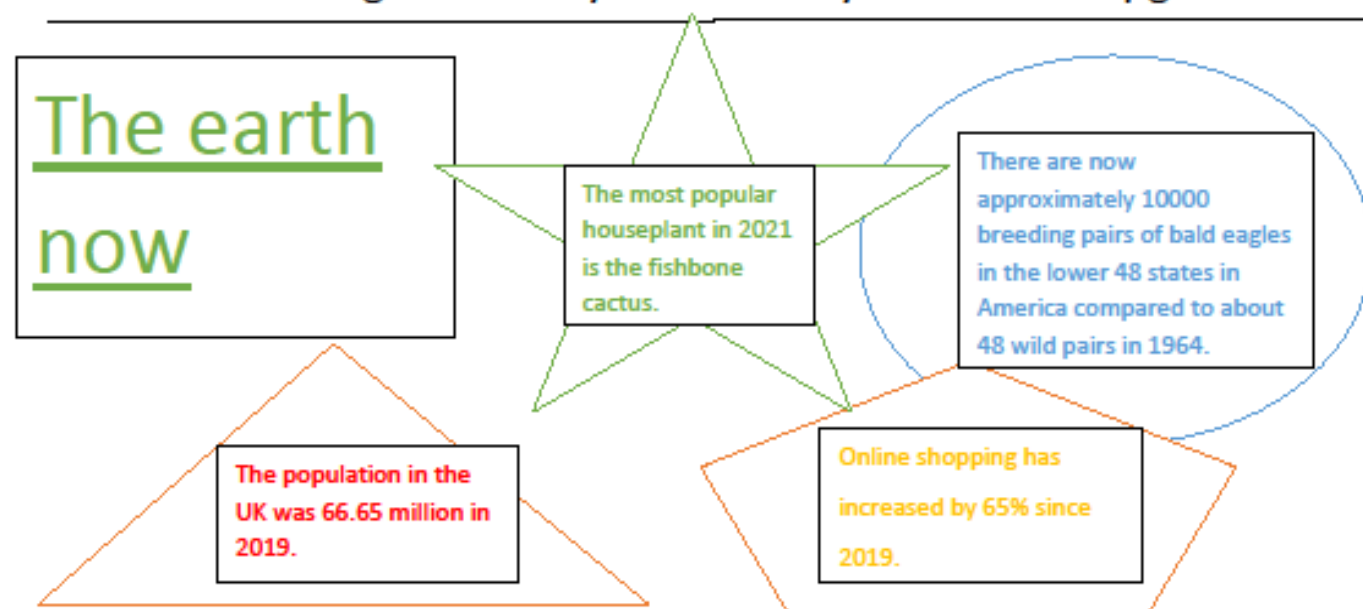 The earth
now
The most popular
houseplant in 2021
is the fishbone
cactus.
There are now
approximately 10000
breeding pairs of bald eagles
in the lower 48 states in
America compared to about
48 wild pairs in 1964.
The population in the
UK was 66.65 million in
2019.
Online shopping has
increased by 65% since
2019.